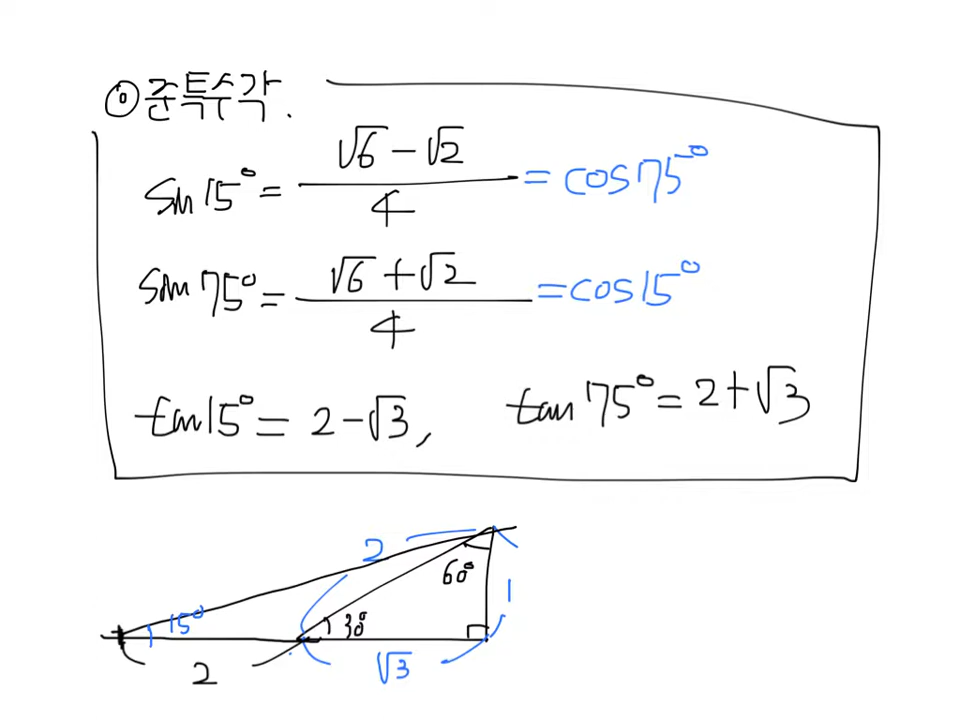 ⊙준특수각.
sin15°= (√6-√2)/4 = cos75°
sin75°= (√6+√2)/4 = cos15°
tan15°= 2-√3, tan75°= 2+√3
2
60°
1
15°
30°
2
√3